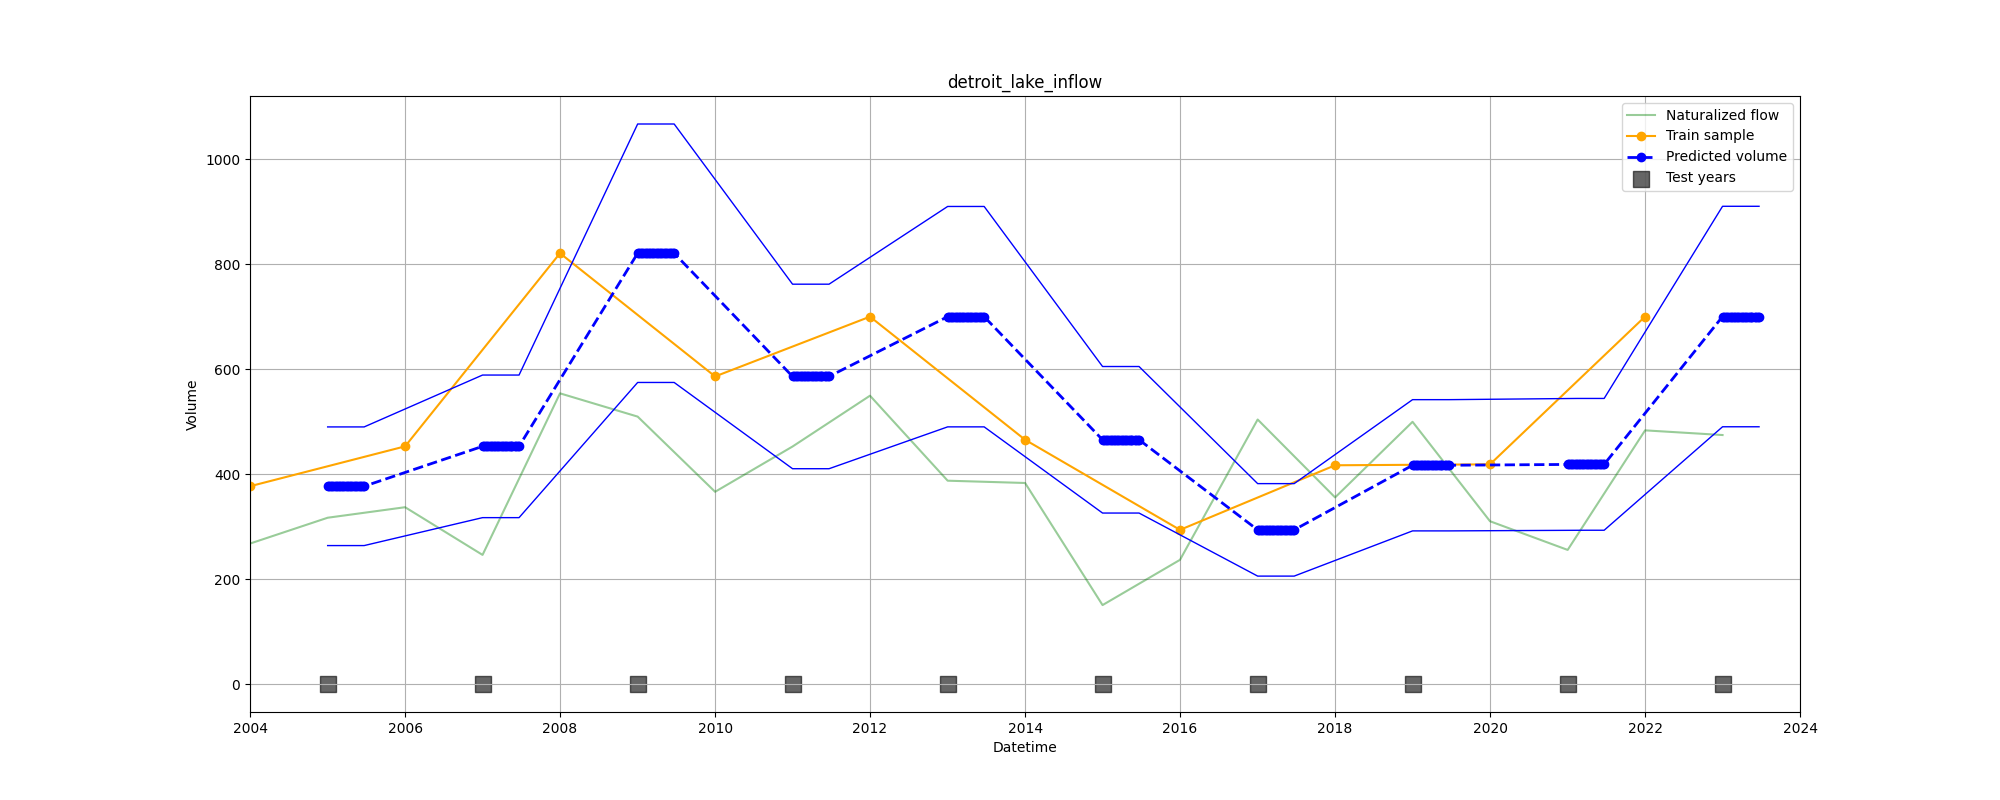 detroit_lake_inflow
Naturalized flow
Train sample
Predicted volume
Test years
Volume
1000
800
600
400
200
0
2004 2006 2008 2010 2012 2014 2016 2018 2020 2022 2024
Datetime